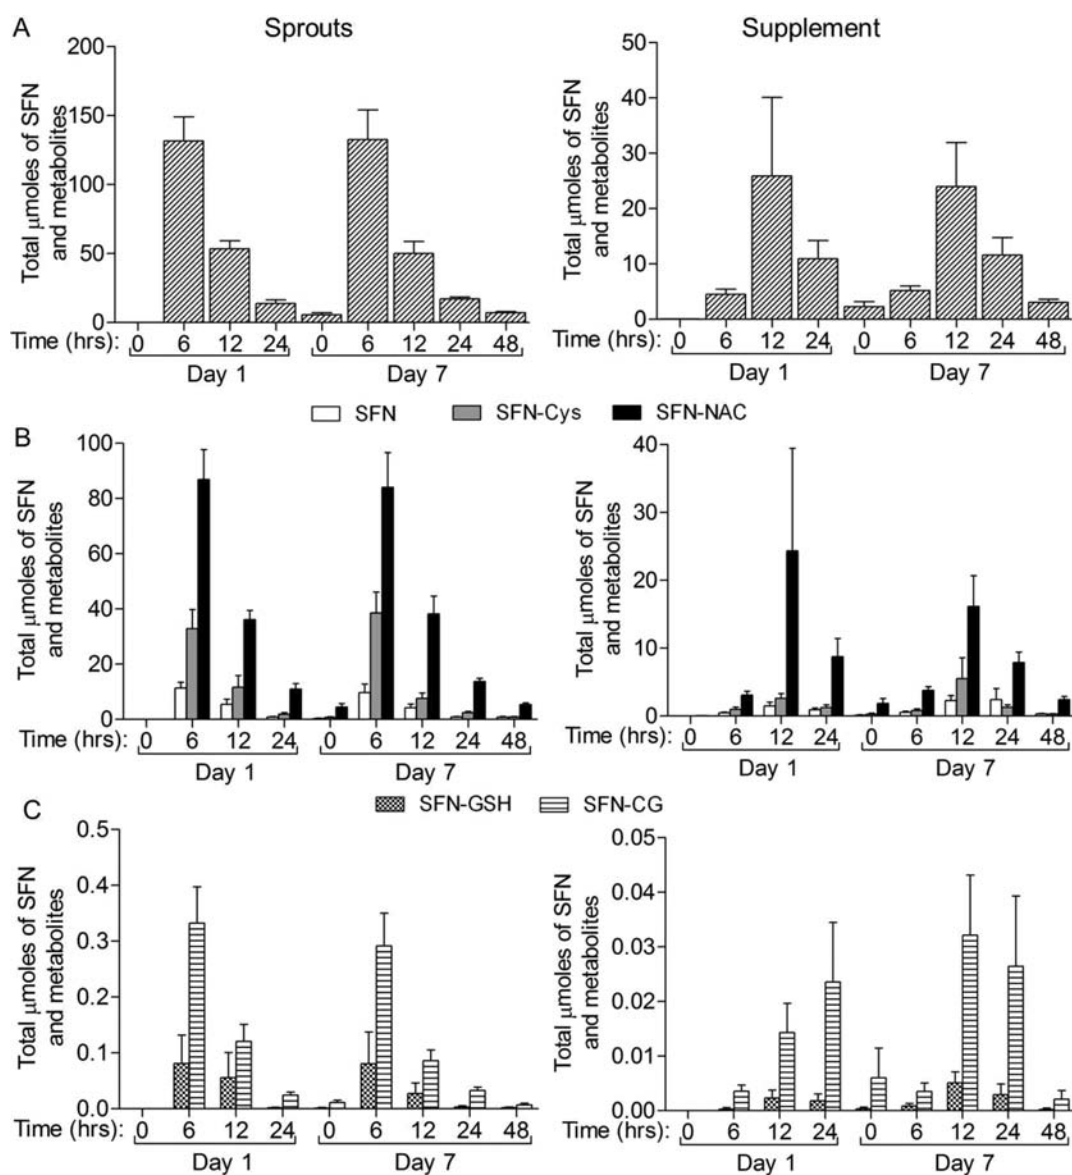 A
Sprouts
Supplement
Total μmoles of SFN
and metabolites
200
150
100
50
0
Time (hrs): 0 6 12 24 0 6 12 24 48
Day 1 Day 7
Total μmoles of SFN
and metabolites
50
40
30
20
10
0
Time (hrs): 0 6 12 24 0 6 12 24 48
Day 1 Day 7
SFN SFN-Cys SFN-NAC
B
Total μmoles of SFN
and metabolites
100
80
60
40
20
0
Time (hrs): 0 6 12 24 0 6 12 24 48
Day 1 Day 7
Total μmoles of SFN
and metabolites
40
30
20
10
0
Time (hrs): 0 6 12 24 0 6 12 24 48
Day 1 Day 7
C
SFN-GSH SFN-CG
Total μmoles of SFN
and metabolites
0.5
0.4
0.3
0.2
0.1
0.0
Time (hrs): 0 6 12 24 0 6 12 24 48
Day 1 Day 7
Total μmoles of SFN
and metabolites
0.05
0.04
0.03
0.02
0.01
0.00
Time (hrs): 0 6 12 24 0 6 12 24 48
Day 1 Day 7